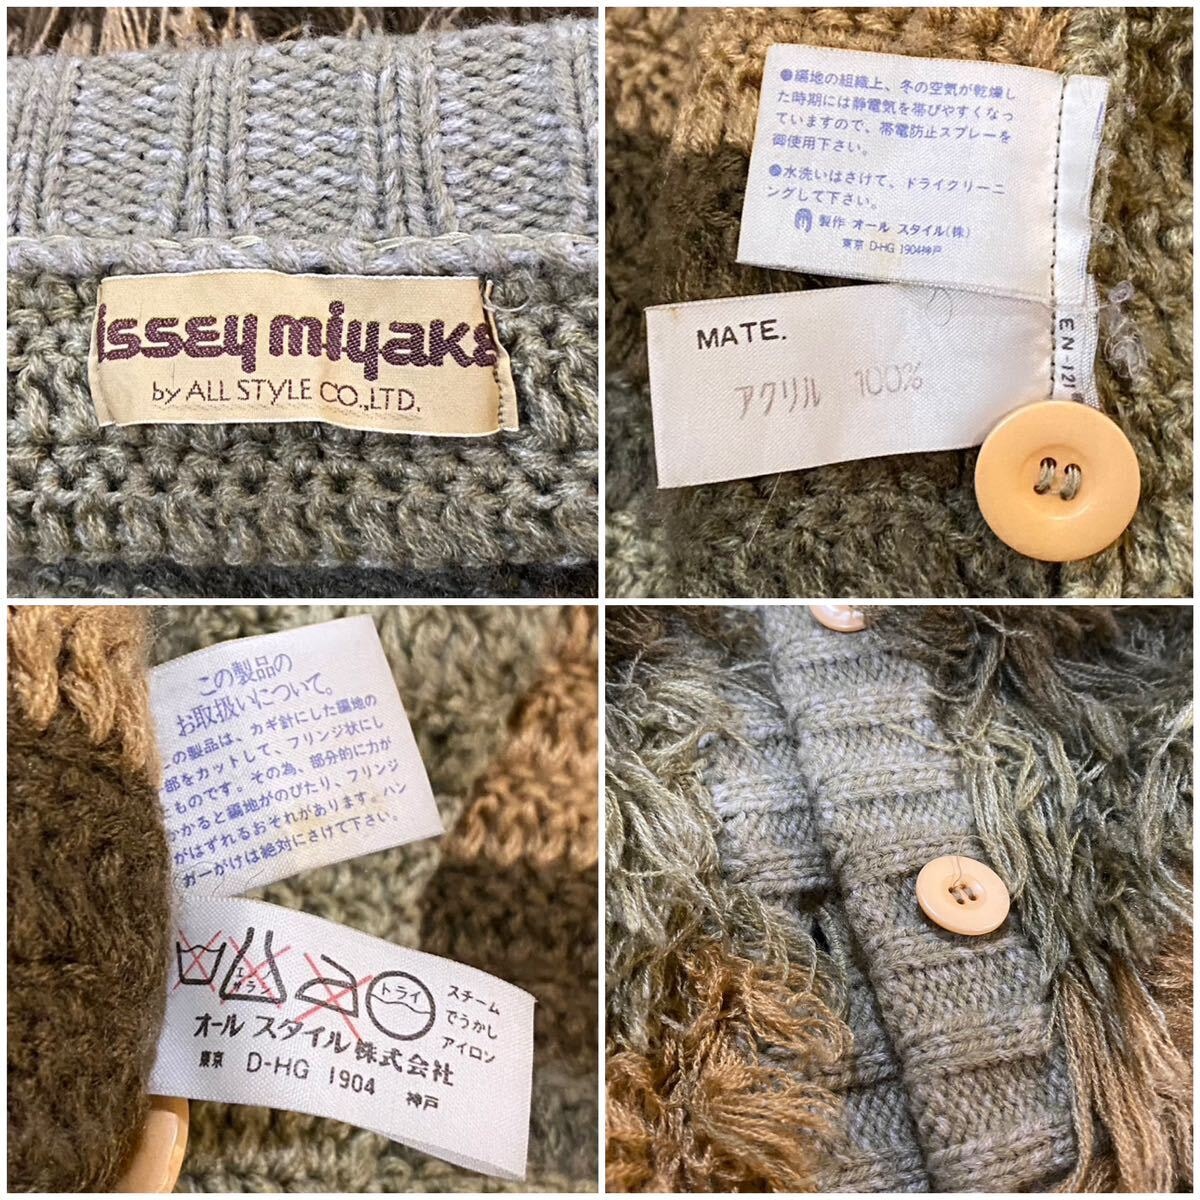 issey miyake
by ALL STYLE CO.,LTD.
●編地の組織上、冬の空気が乾燥し
た時期には静電気を帯びやすくなっ
ていますので、帯電防止スプレーを
御使用下さい。
●水洗いはさけて、ドライクリーニ
ングして下さい。
製作 オール スタイル(株)
東京 D-HG 1904 神戸
MATE.
アクリル 100%
EN-121
この製品の
お取扱いについて。
この製品は、カギ針にした編地の
部をカットして、フリンジ状にし
ものです。その為、部分的に力が
かかると編地がのびたり、フリンジ
がはずれるおそれがあります。ハン
ガーがけは絶対にさけて下さい。
エンソ
サラシ
ドライ
スチーム
でうかし
アイロン
オール スタイル株式会社
東京 D-HG 1904 神戸